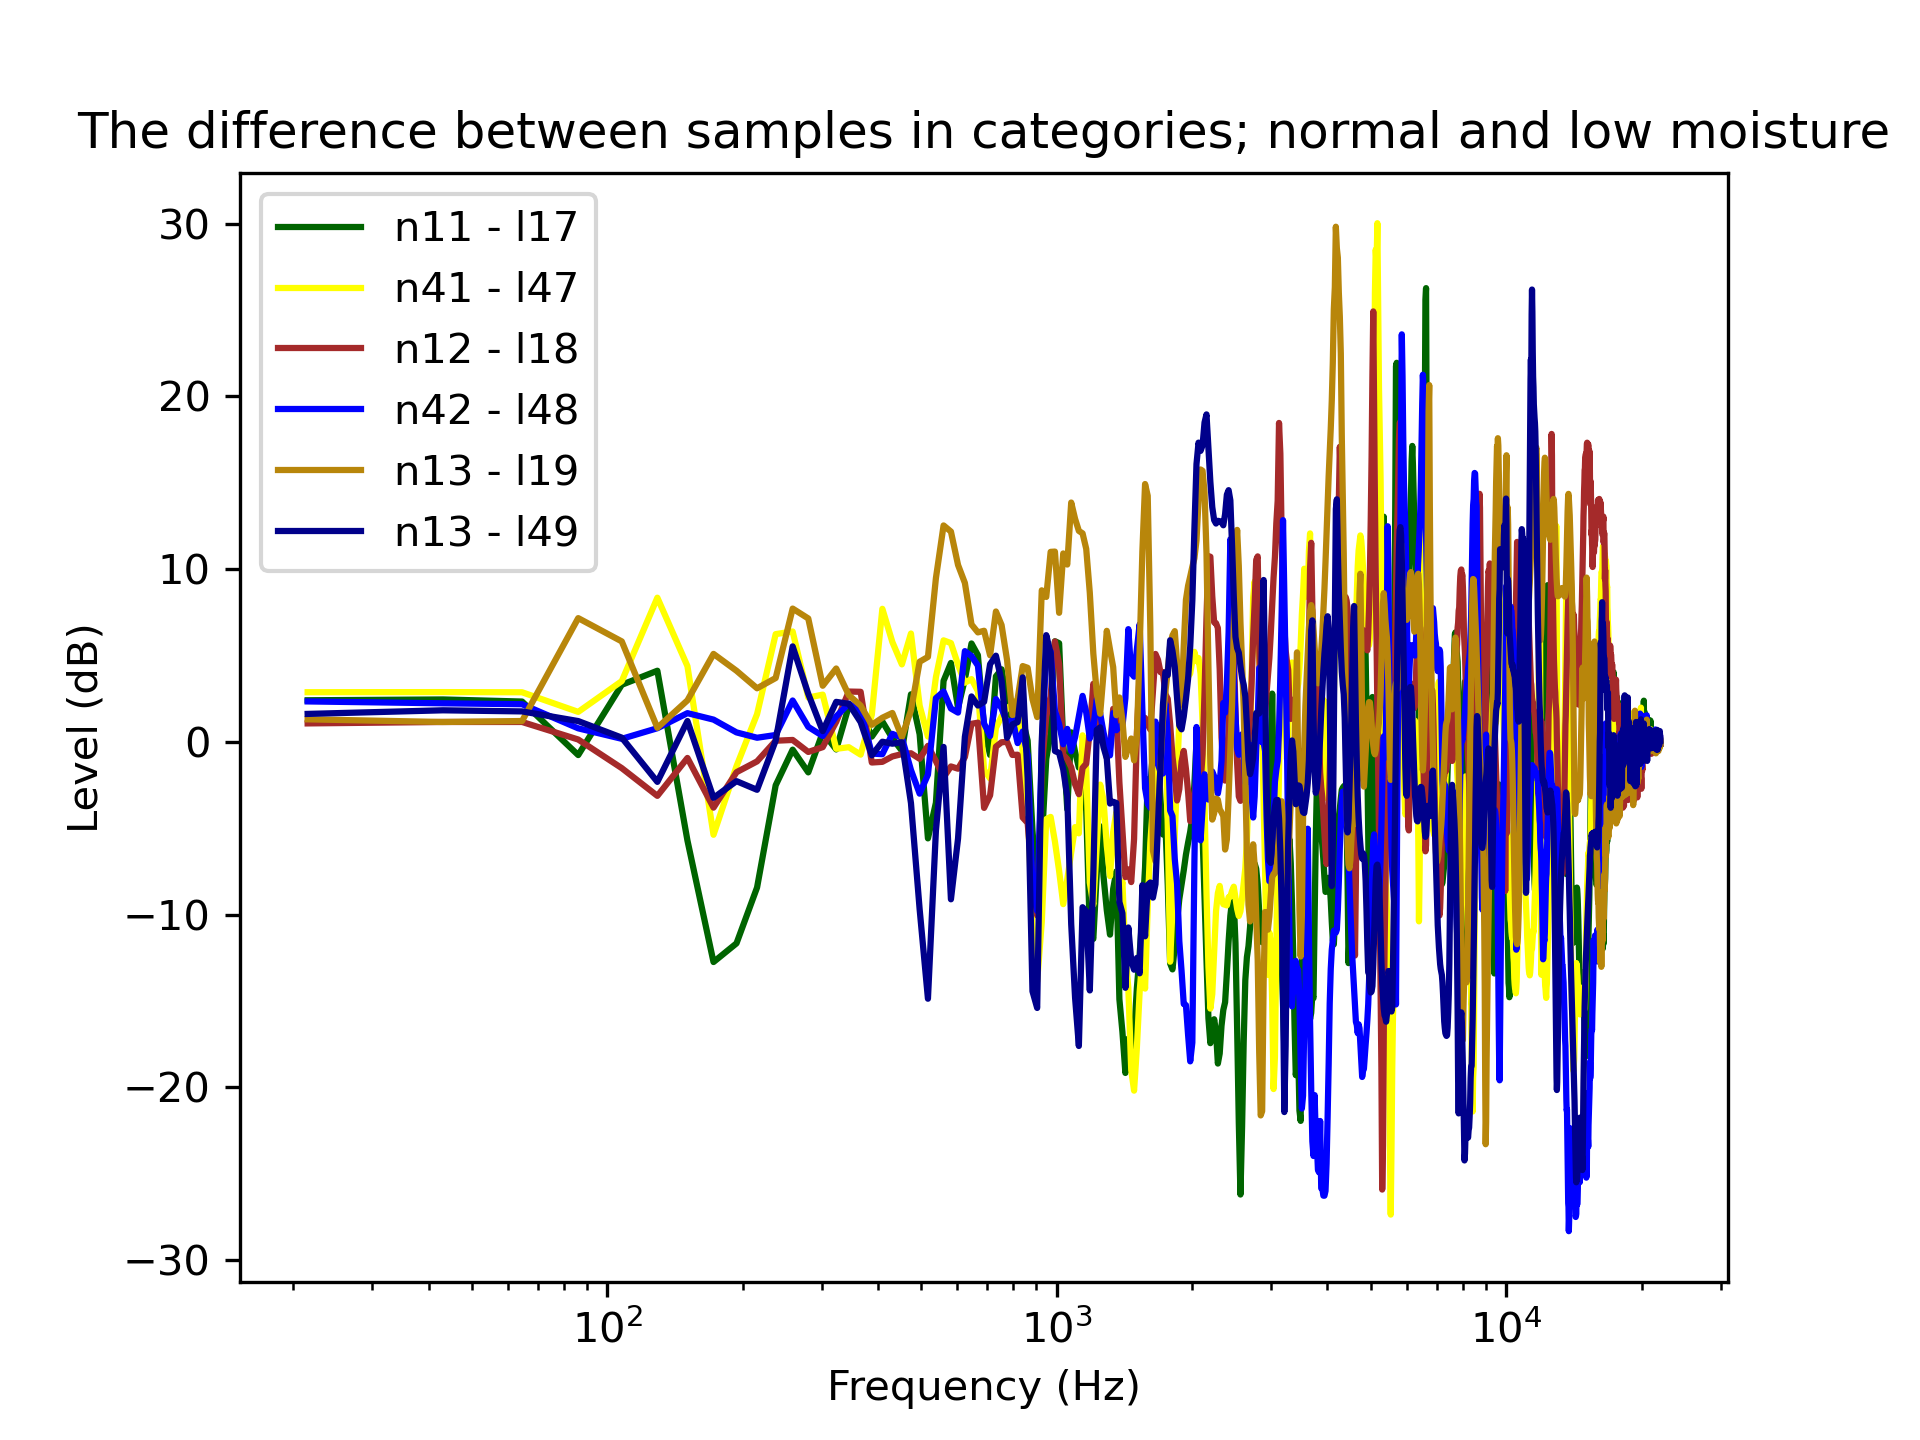 The difference between samples in categories; normal and low moisture
n11 - l17
n41 - l47
n12 - l18
n42 - l48
n13 - l19
n13 - l49
Level (dB)
30
20
10
0
−10
−20
−30
10² 10³ 10⁴
Frequency (Hz)